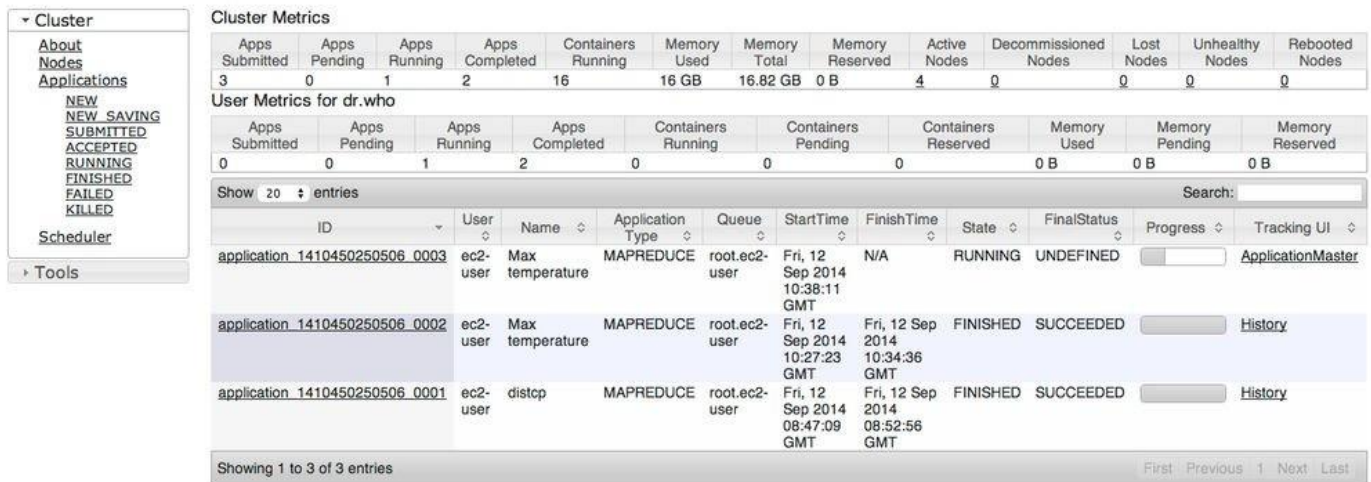 Cluster
About
Nodes
Applications
NEW
NEW_SAVING
SUBMITTED
ACCEPTED
RUNNING
FINISHED
FAILED
KILLED
Scheduler
Tools
Cluster Metrics
Apps Submitted Apps Pending Apps Running Apps Completed Containers Running Memory Used Memory Total Memory Reserved Active Nodes Decommissioned Nodes Lost Nodes Unhealthy Nodes Rebooted Nodes
3 0 1 2 16 16 GB 16.82 GB 0 B 4 0 0 0 0
User Metrics for dr.who
Apps Submitted Apps Pending Apps Running Apps Completed Containers Running Containers Pending Containers Reserved Memory Used Memory Pending Memory Reserved
0 0 1 2 0 0 0 0 B 0 B 0 B
Show 20 entries Search:
ID User Name Application Type Queue StartTime FinishTime State FinalStatus Progress Tracking UI
application_1410450250506_0003 ec2-user Max temperature MAPREDUCE root.ec2-user Fri, 12 Sep 2014 10:38:11 GMT N/A RUNNING UNDEFINED ApplicationMaster
application_1410450250506_0002 ec2-user Max temperature MAPREDUCE root.ec2-user Fri, 12 Sep 2014 10:27:23 GMT Fri, 12 Sep 2014 10:34:36 GMT FINISHED SUCCEEDED History
application_1410450250506_0001 ec2-user distcp MAPREDUCE root.ec2-user Fri, 12 Sep 2014 08:47:09 GMT Fri, 12 Sep 2014 08:52:56 GMT FINISHED SUCCEEDED History
Showing 1 to 3 of 3 entries First Previous 1 Next Last